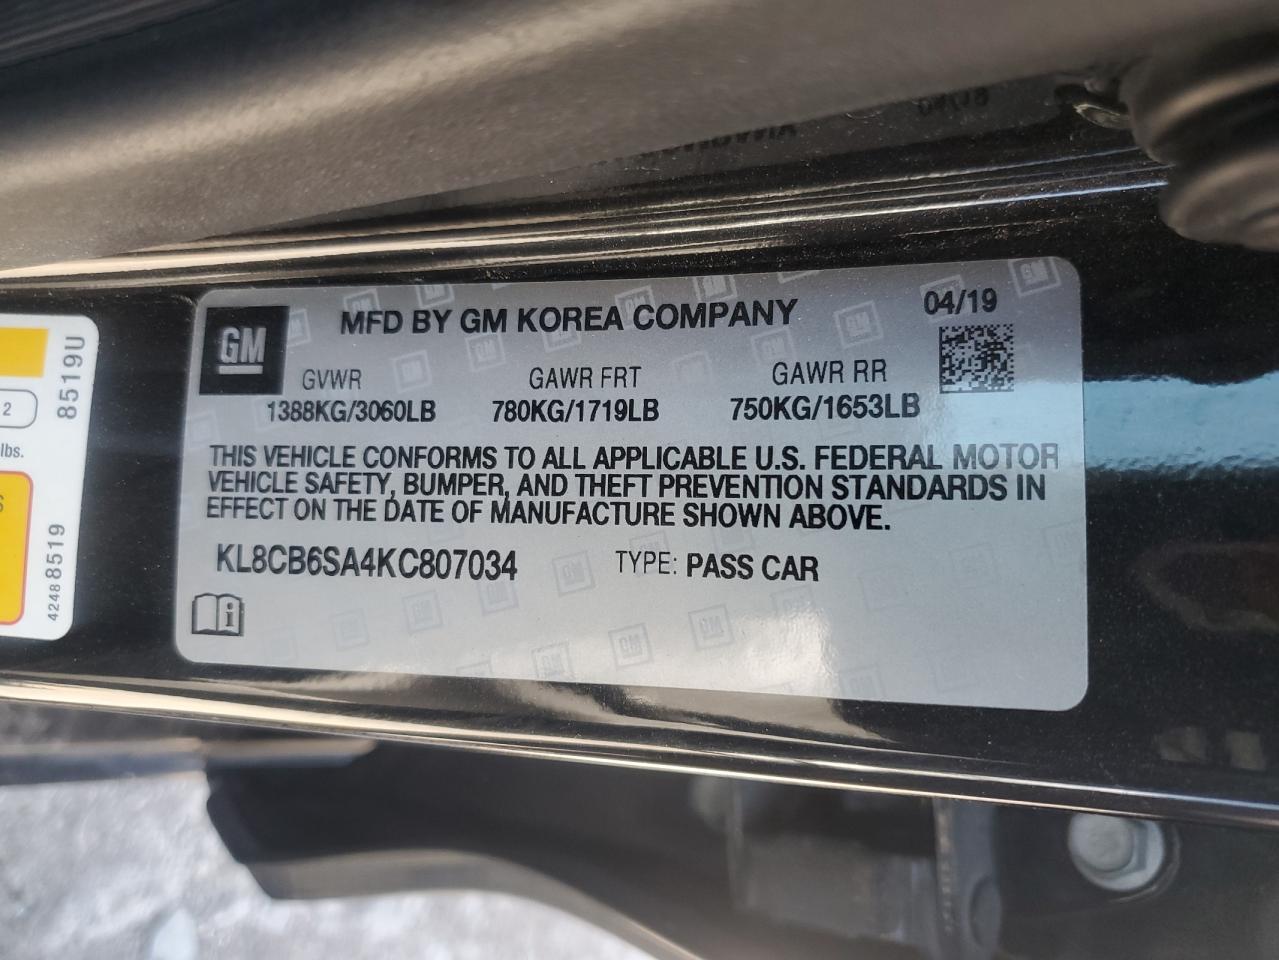 GM
MFD BY GM KOREA COMPANY
04/19
GVWR GAWR FRT GAWR RR
1388KG/3060LB 780KG/1719LB 750KG/1653LB
THIS VEHICLE CONFORMS TO ALL APPLICABLE U.S. FEDERAL MOTOR
VEHICLE SAFETY, BUMPER, AND THEFT PREVENTION STANDARDS IN
EFFECT ON THE DATE OF MANUFACTURE SHOWN ABOVE.
KL8CB6SA4KC807034 TYPE: PASS CAR
i
8519U
2
lbs.
S
42488519